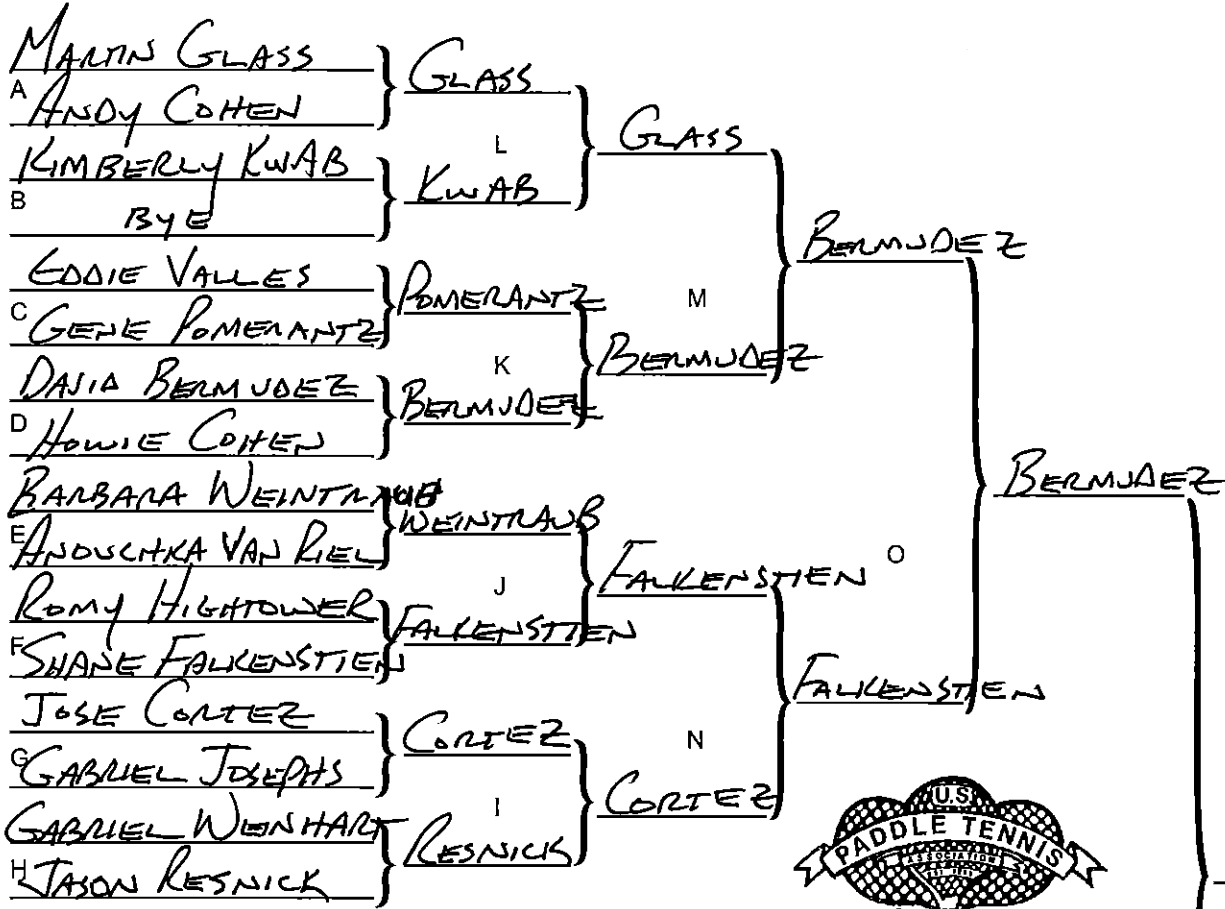 MARTIN GLASS
A ANDY COHEN
KIMBERLY KWAB
B BYE
EDDIE VALLES
C GENE POMERANTZ
DAVID BERMUDEZ
D HOWIE COHEN
BARBARA WEINTRAUB
E ANOUCHKA VAN RIEL
ROMY HIGHTOWER
F SHANE FALKENSTIEN
JOSE CORTEZ
G GABRIEL JOSEPHS
GABRIEL WEINHART
H JASON RESNICK
GLASS
L
KWAB
POMERANTZ
K
BERMUDEZ
WEINTRAUB
J
FALKENSTIEN
CORTEZ
I
RESNICK
GLASS
M
BERMUDEZ
FALKENSTIEN
N
CORTEZ
BERMUDEZ
O
FALKENSTIEN
BERMUDEZ
U.S.
PADDLE TENNIS
ASSOCIATION